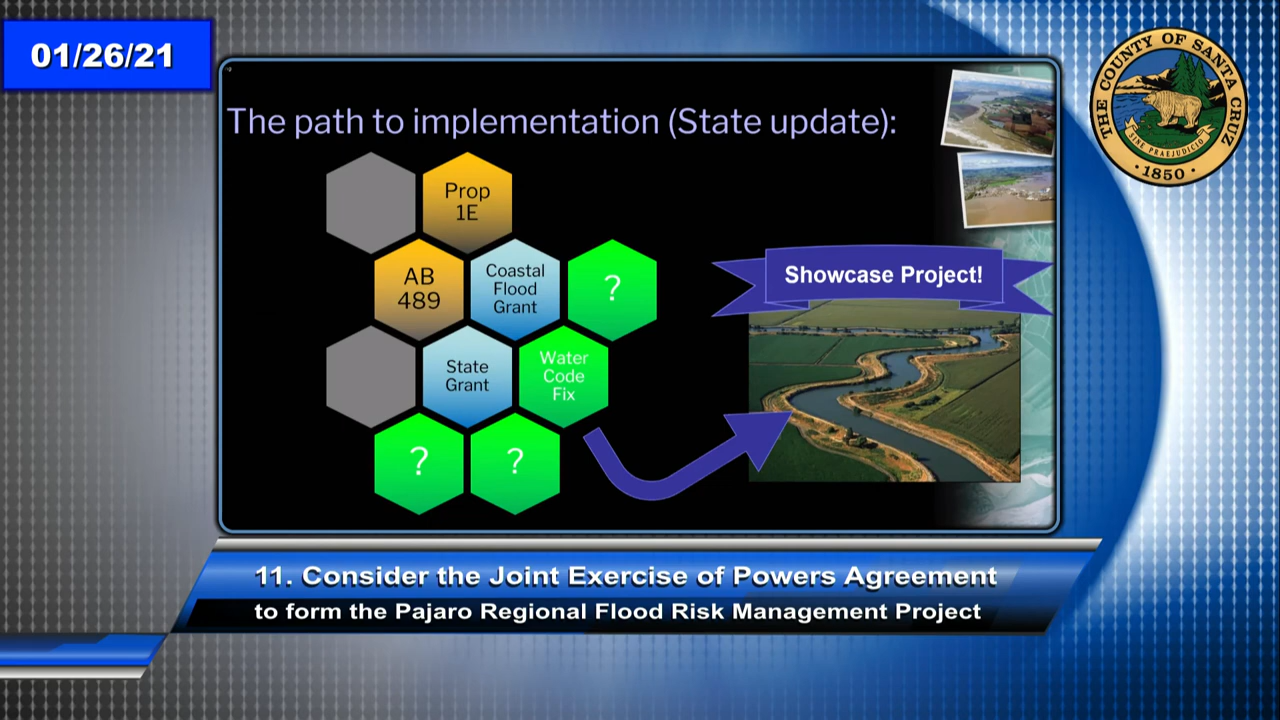 01/26/21
THE COUNTY OF SANTA CRUZ
SINE PRAEJUDICIO
• 1850 •
The path to implementation (State update):
Prop
1E
AB
489
Coastal
Flood
Grant
?
State
Grant
Water
Code
Fix
?
?
Showcase Project!
11. Consider the Joint Exercise of Powers Agreement
to form the Pajaro Regional Flood Risk Management Project